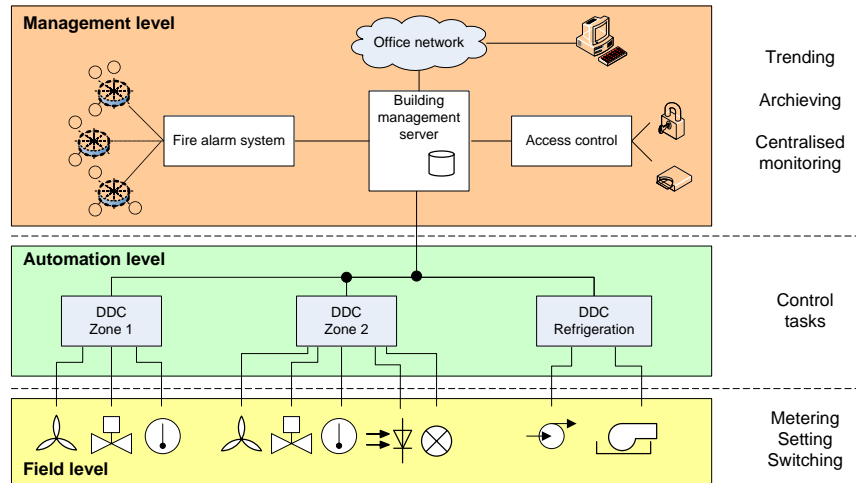 Management level
Office network
Trending
Building
management
server
Archieving
Fire alarm system
Access control
Centralised
monitoring
Automation level
DDC
Zone 1
DDC
Zone 2
DDC
Refrigeration
Control
tasks
Metering
Setting
Switching
Field level